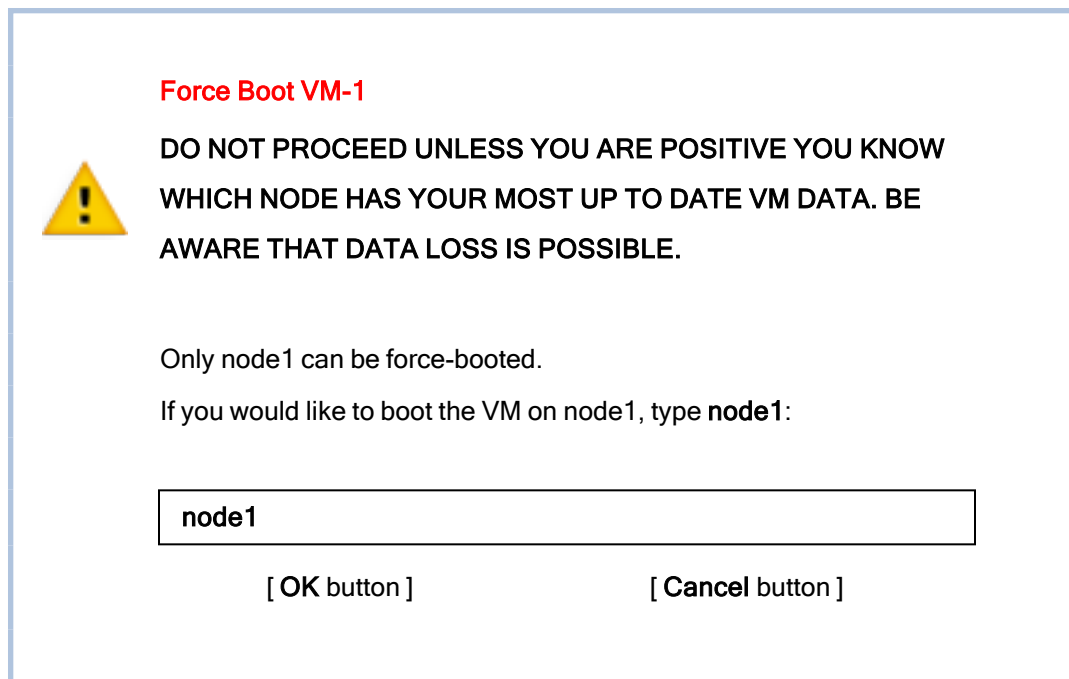 Force Boot VM-1
DO NOT PROCEED UNLESS YOU ARE POSITIVE YOU KNOW
WHICH NODE HAS YOUR MOST UP TO DATE VM DATA. BE
AWARE THAT DATA LOSS IS POSSIBLE.
Only node1 can be force-booted.
If you would like to boot the VM on node1, type node1:
node1
[ OK button ] [ Cancel button ]